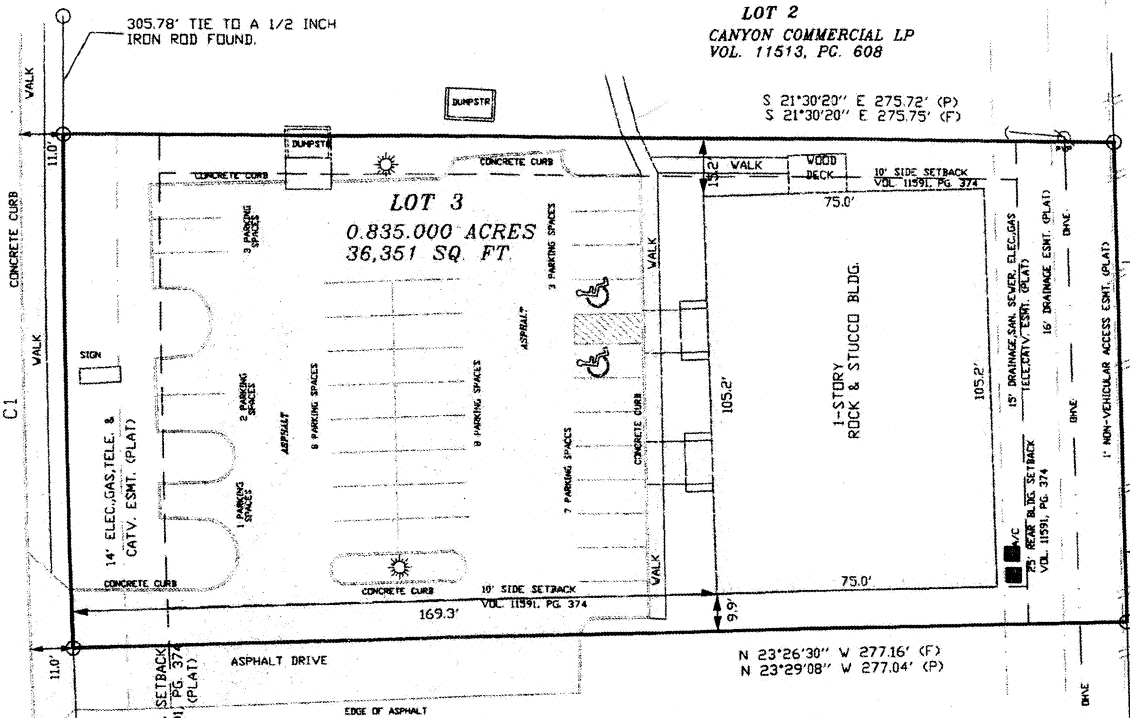 305.78' TIE TO A 1/2 INCH
IRON ROD FOUND.
LOT 2
CANYON COMMERCIAL LP
VOL. 11513, PG. 608
S 21°30'20" E 275.72' (P)
S 21°30'20" E 275.75' (F)
WALK
11.0'
CONCRETE CURB
WALK
C1
DUMPSTR
DUMPSTR
CONCRETE CURB
CONCRETE CURB
LOT 3
0.835.000 ACRES
36,351 SQ. FT.
15.2'
WALK
WOOD
DECK
10' SIDE SETBACK
VOL. 11591, PG. 374
75.0'
3 PARKING
SPACES
3 PARKING SPACES
WALK
ASPHALT
SIGN
14' ELEC.,GAS,TELE. &
CATV. ESMT. (PLAT)
2 PARKING
SPACES
ASPHALT
8 PARKING SPACES
8 PARKING SPACES
7 PARKING SPACES
CONCRETE CURB
1 PARKING
SPACES
105.2'
1-STORY
ROCK & STUCCO BLDG.
105.2'
15' DRAINAGE,SAN. SEWER, ELEC.,GAS
TELE.CATV. ESMT. (PLAT)
16' DRAINAGE ESMT. (PLAT)
OH\E
OH\E
OH\E
1' NON-VEHICULAR ACCESS ESMT. (PLAT)
A/C
25' REAR BLDG. SETBACK
VOL. 11591, PG. 374
CONCRETE CURB
CONCRETE CURB
10' SIDE SETBACK
VOL. 11591, PG. 374
WALK
75.0'
169.3'
9.9'
11.0'
ASPHALT DRIVE
SETBACK
PG. 374
(PLAT)
EDGE OF ASPHALT
N 23°26'30" W 277.16' (F)
N 23°29'08" W 277.04' (P)